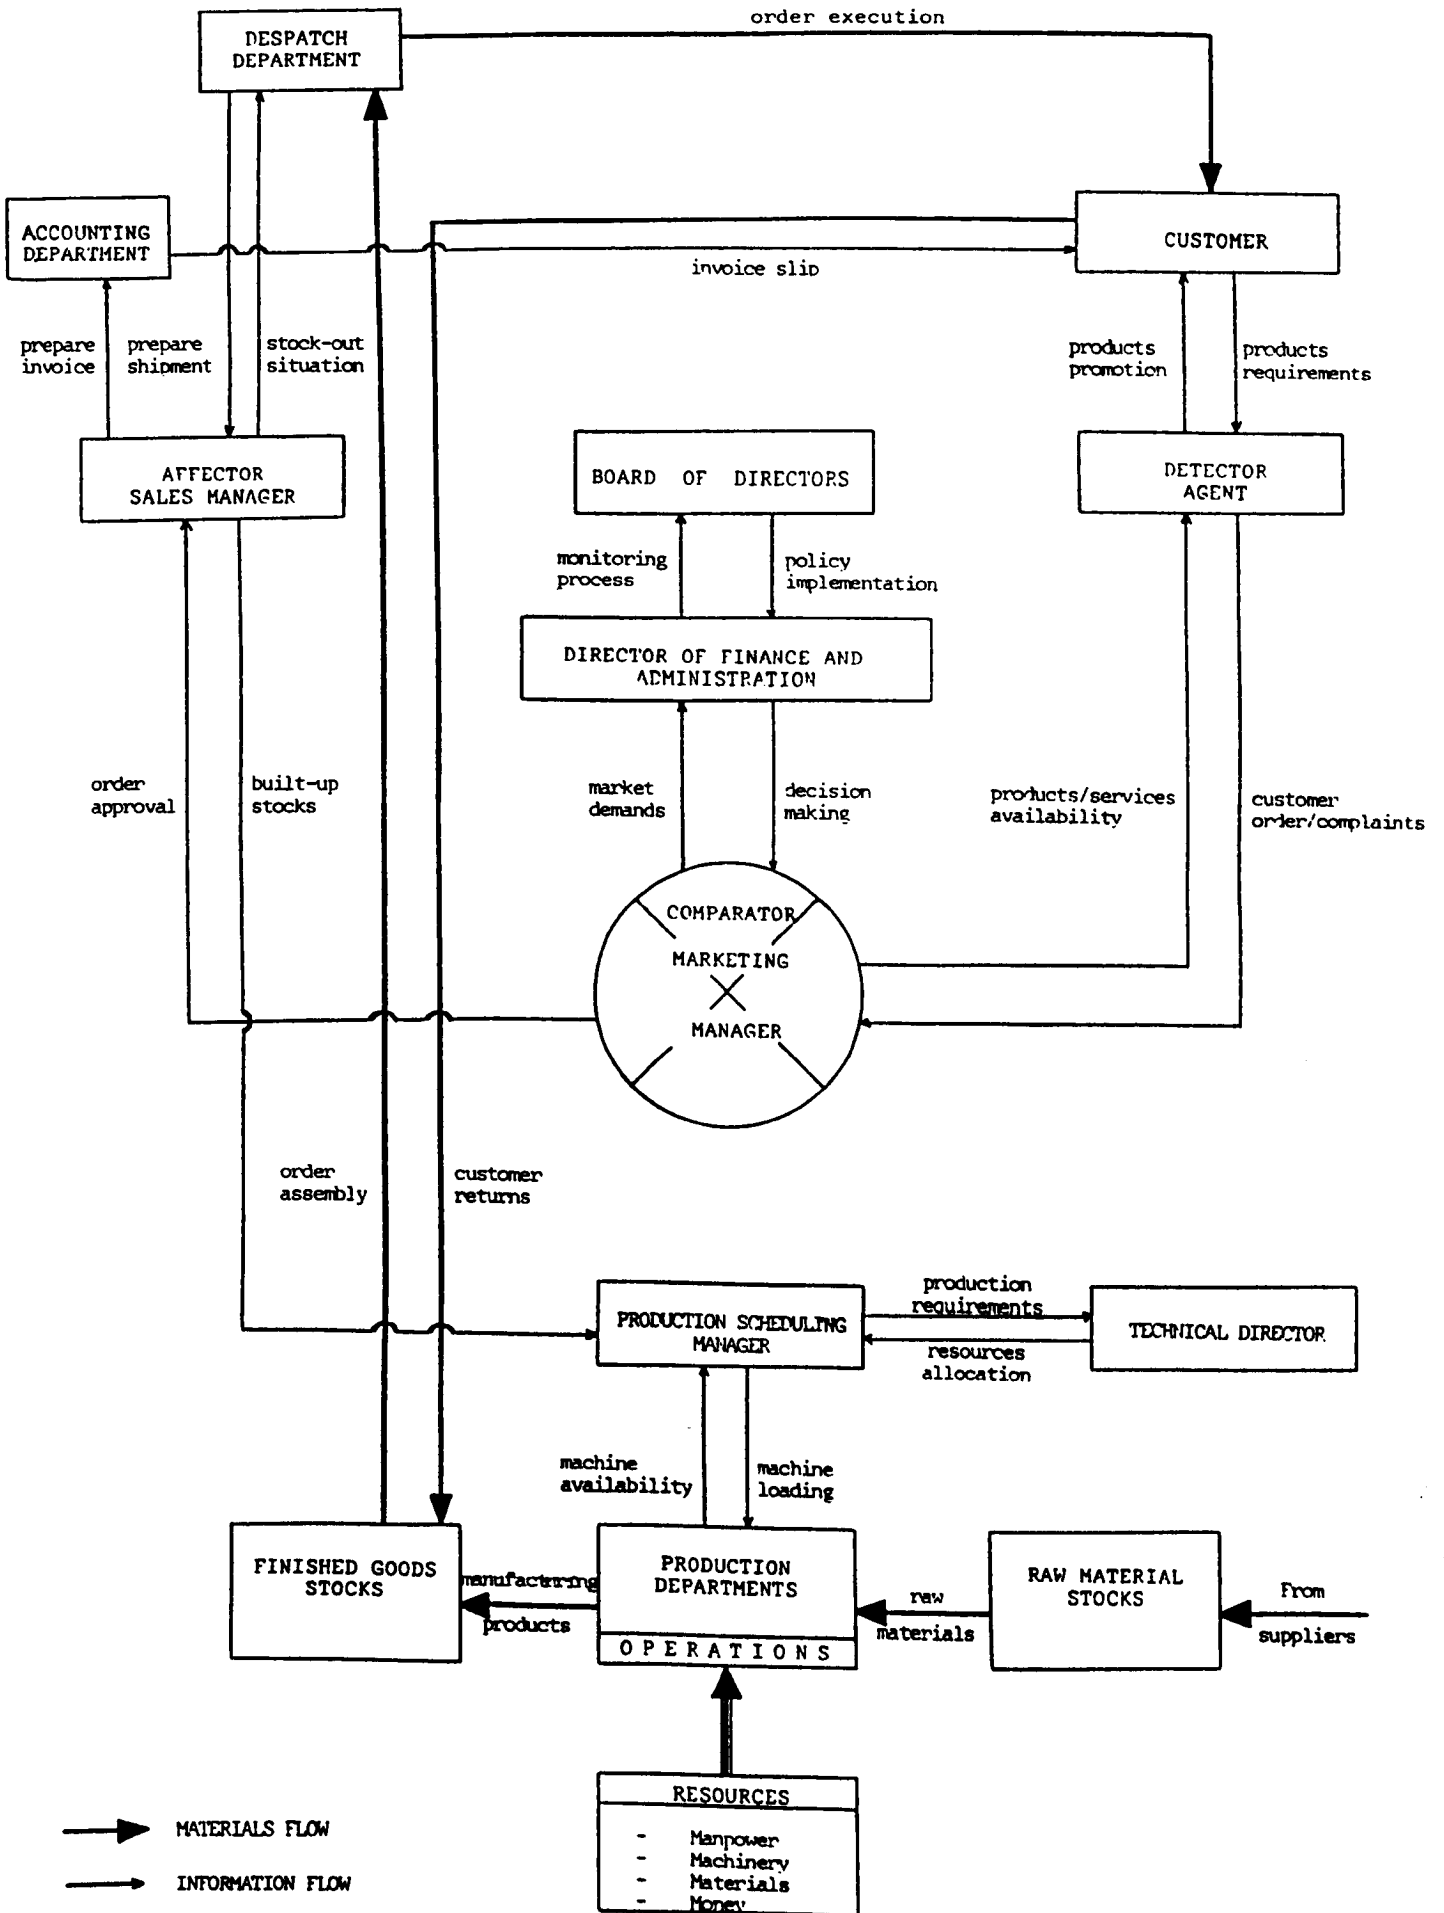 order execution
DESPATCH
DEPARTMENT
ACCOUNTING
DEPARTMENT
CUSTOMER
invoice slip
prepare
invoice
prepare
shipment
stock-out
situation
products
promotion
products
requirements
AFFECTOR
SALES MANAGER
BOARD OF DIRECTORS
DETECTOR
AGENT
monitoring
process
policy
implementation
DIRECTOR OF FINANCE AND
ADMINISTRATION
order
approval
built-up
stocks
market
demands
decision
making
products/services
availability
customer
order/complaints
COMPARATOR
MARKETING
MANAGER
order
assembly
customer
returns
production
requirements
PRODUCTION SCHEDULING
MANAGER
TECHNICAL DIRECTOR
resources
allocation
machine
availability
machine
loading
FINISHED GOODS
STOCKS
manufacturing
products
PRODUCTION
DEPARTMENTS
OPERATIONS
raw
materials
RAW MATERIAL
STOCKS
From
suppliers
RESOURCES
- Manpower
- Machinery
- Materials
- Money
MATERIALS FLOW
INFORMATION FLOW